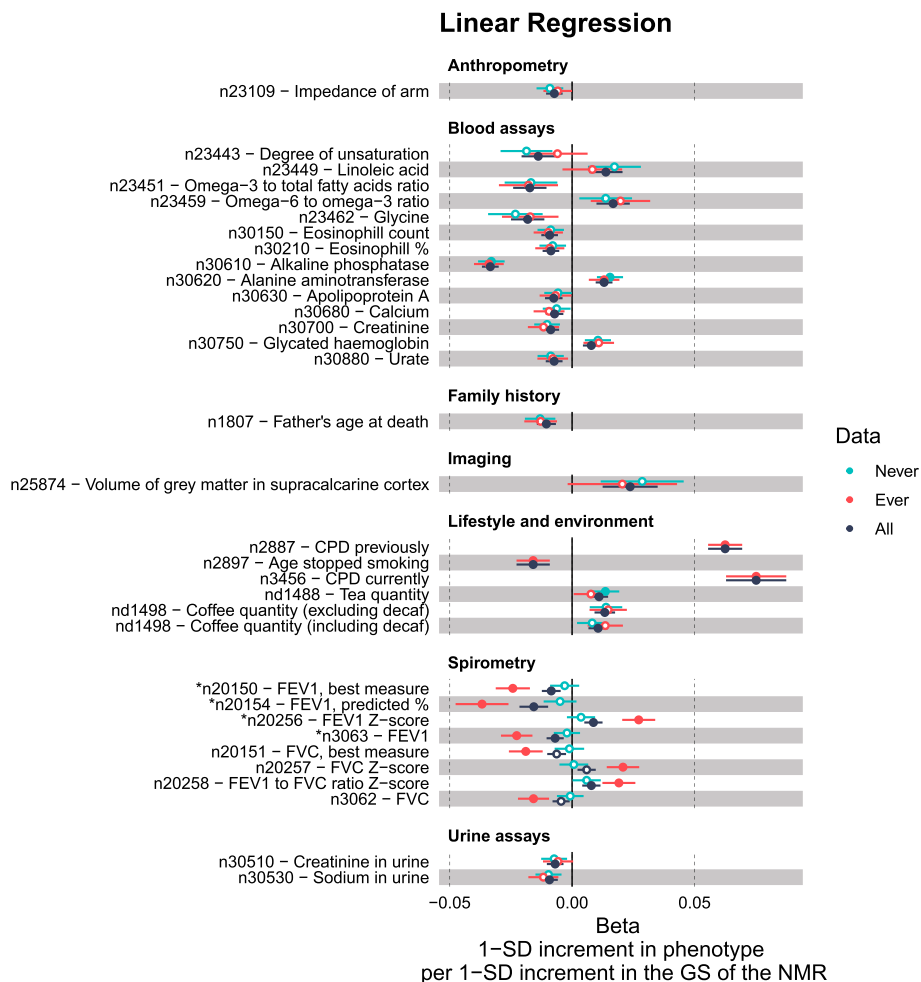 Linear Regression
Anthropometry
n23109 − Impedance of arm
Blood assays
n23443 − Degree of unsaturation
n23449 − Linoleic acid
n23451 − Omega−3 to total fatty acids ratio
n23459 − Omega−6 to omega−3 ratio
n23462 − Glycine
n30150 − Eosinophill count
n30210 − Eosinophill %
n30610 − Alkaline phosphatase
n30620 − Alanine aminotransferase
n30630 − Apolipoprotein A
n30680 − Calcium
n30700 − Creatinine
n30750 − Glycated haemoglobin
n30880 − Urate
Family history
n1807 − Father's age at death
Imaging
n25874 − Volume of grey matter in supracalcarine cortex
Lifestyle and environment
n2887 − CPD previously
n2897 − Age stopped smoking
n3456 − CPD currently
nd1488 − Tea quantity
nd1498 − Coffee quantity (excluding decaf)
nd1498 − Coffee quantity (including decaf)
Spirometry
*n20150 − FEV1, best measure
*n20154 − FEV1, predicted %
*n20256 − FEV1 Z−score
*n3063 − FEV1
n20151 − FVC, best measure
n20257 − FVC Z−score
n20258 − FEV1 to FVC ratio Z−score
n3062 − FVC
Urine assays
n30510 − Creatinine in urine
n30530 − Sodium in urine
−0.05 0.00 0.05
Beta
1−SD increment in phenotype
per 1−SD increment in the GS of the NMR
Data
Never
Ever
All